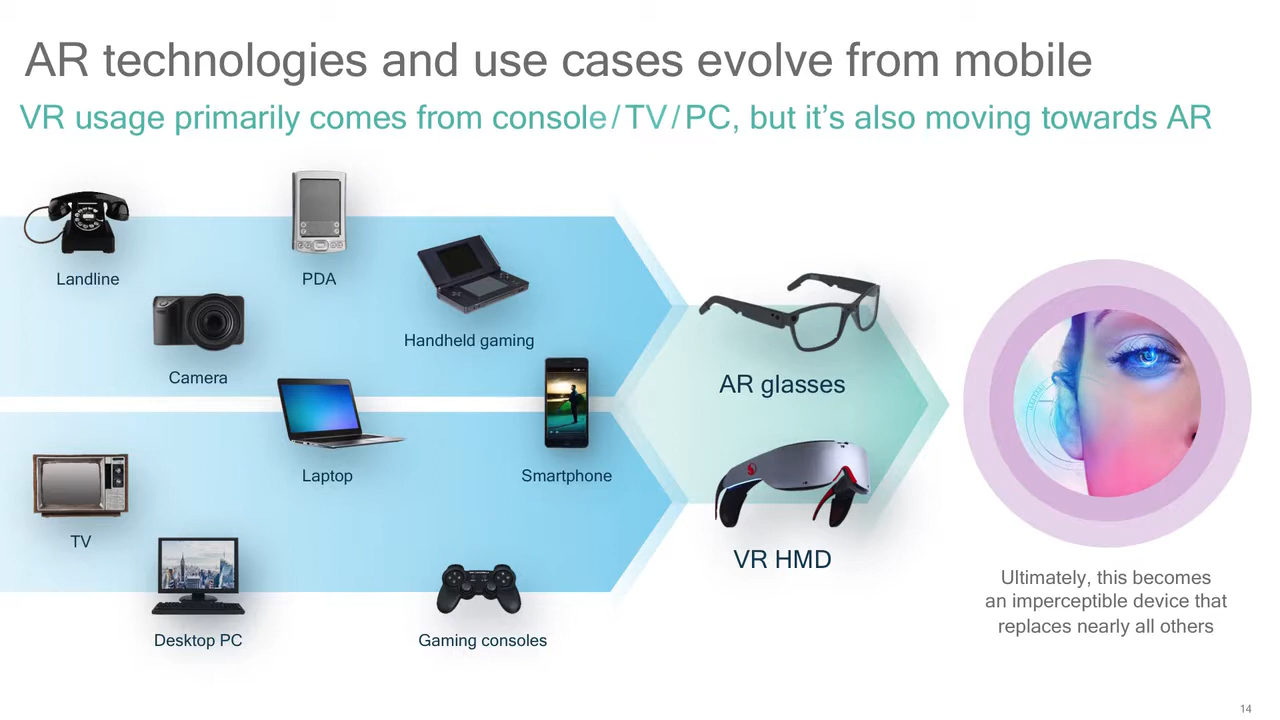 AR technologies and use cases evolve from mobile
VR usage primarily comes from console/TV/PC, but it's also moving towards AR
Landline
PDA
Handheld gaming
Camera
Laptop
Smartphone
TV
Desktop PC
Gaming consoles
AR glasses
VR HMD
Ultimately, this becomes
an imperceptible device that
replaces nearly all others
14